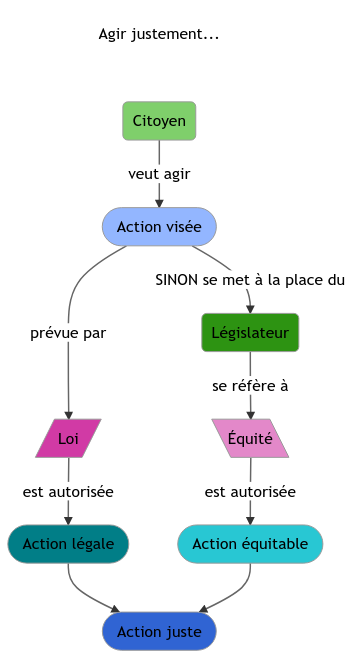 Agir justement...
Citoyen
veut agir
Action visée
SINON se met à la place du
prévue par
Législateur
se réfère à
Loi
Équité
est autorisée
est autorisée
Action légale
Action équitable
Action juste